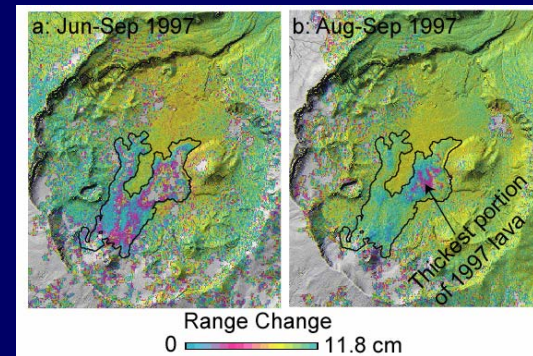 a: Jun-Sep 1997
b: Aug-Sep 1997
Thickest portion
of 1997 lava
Range Change
0 11.8 cm